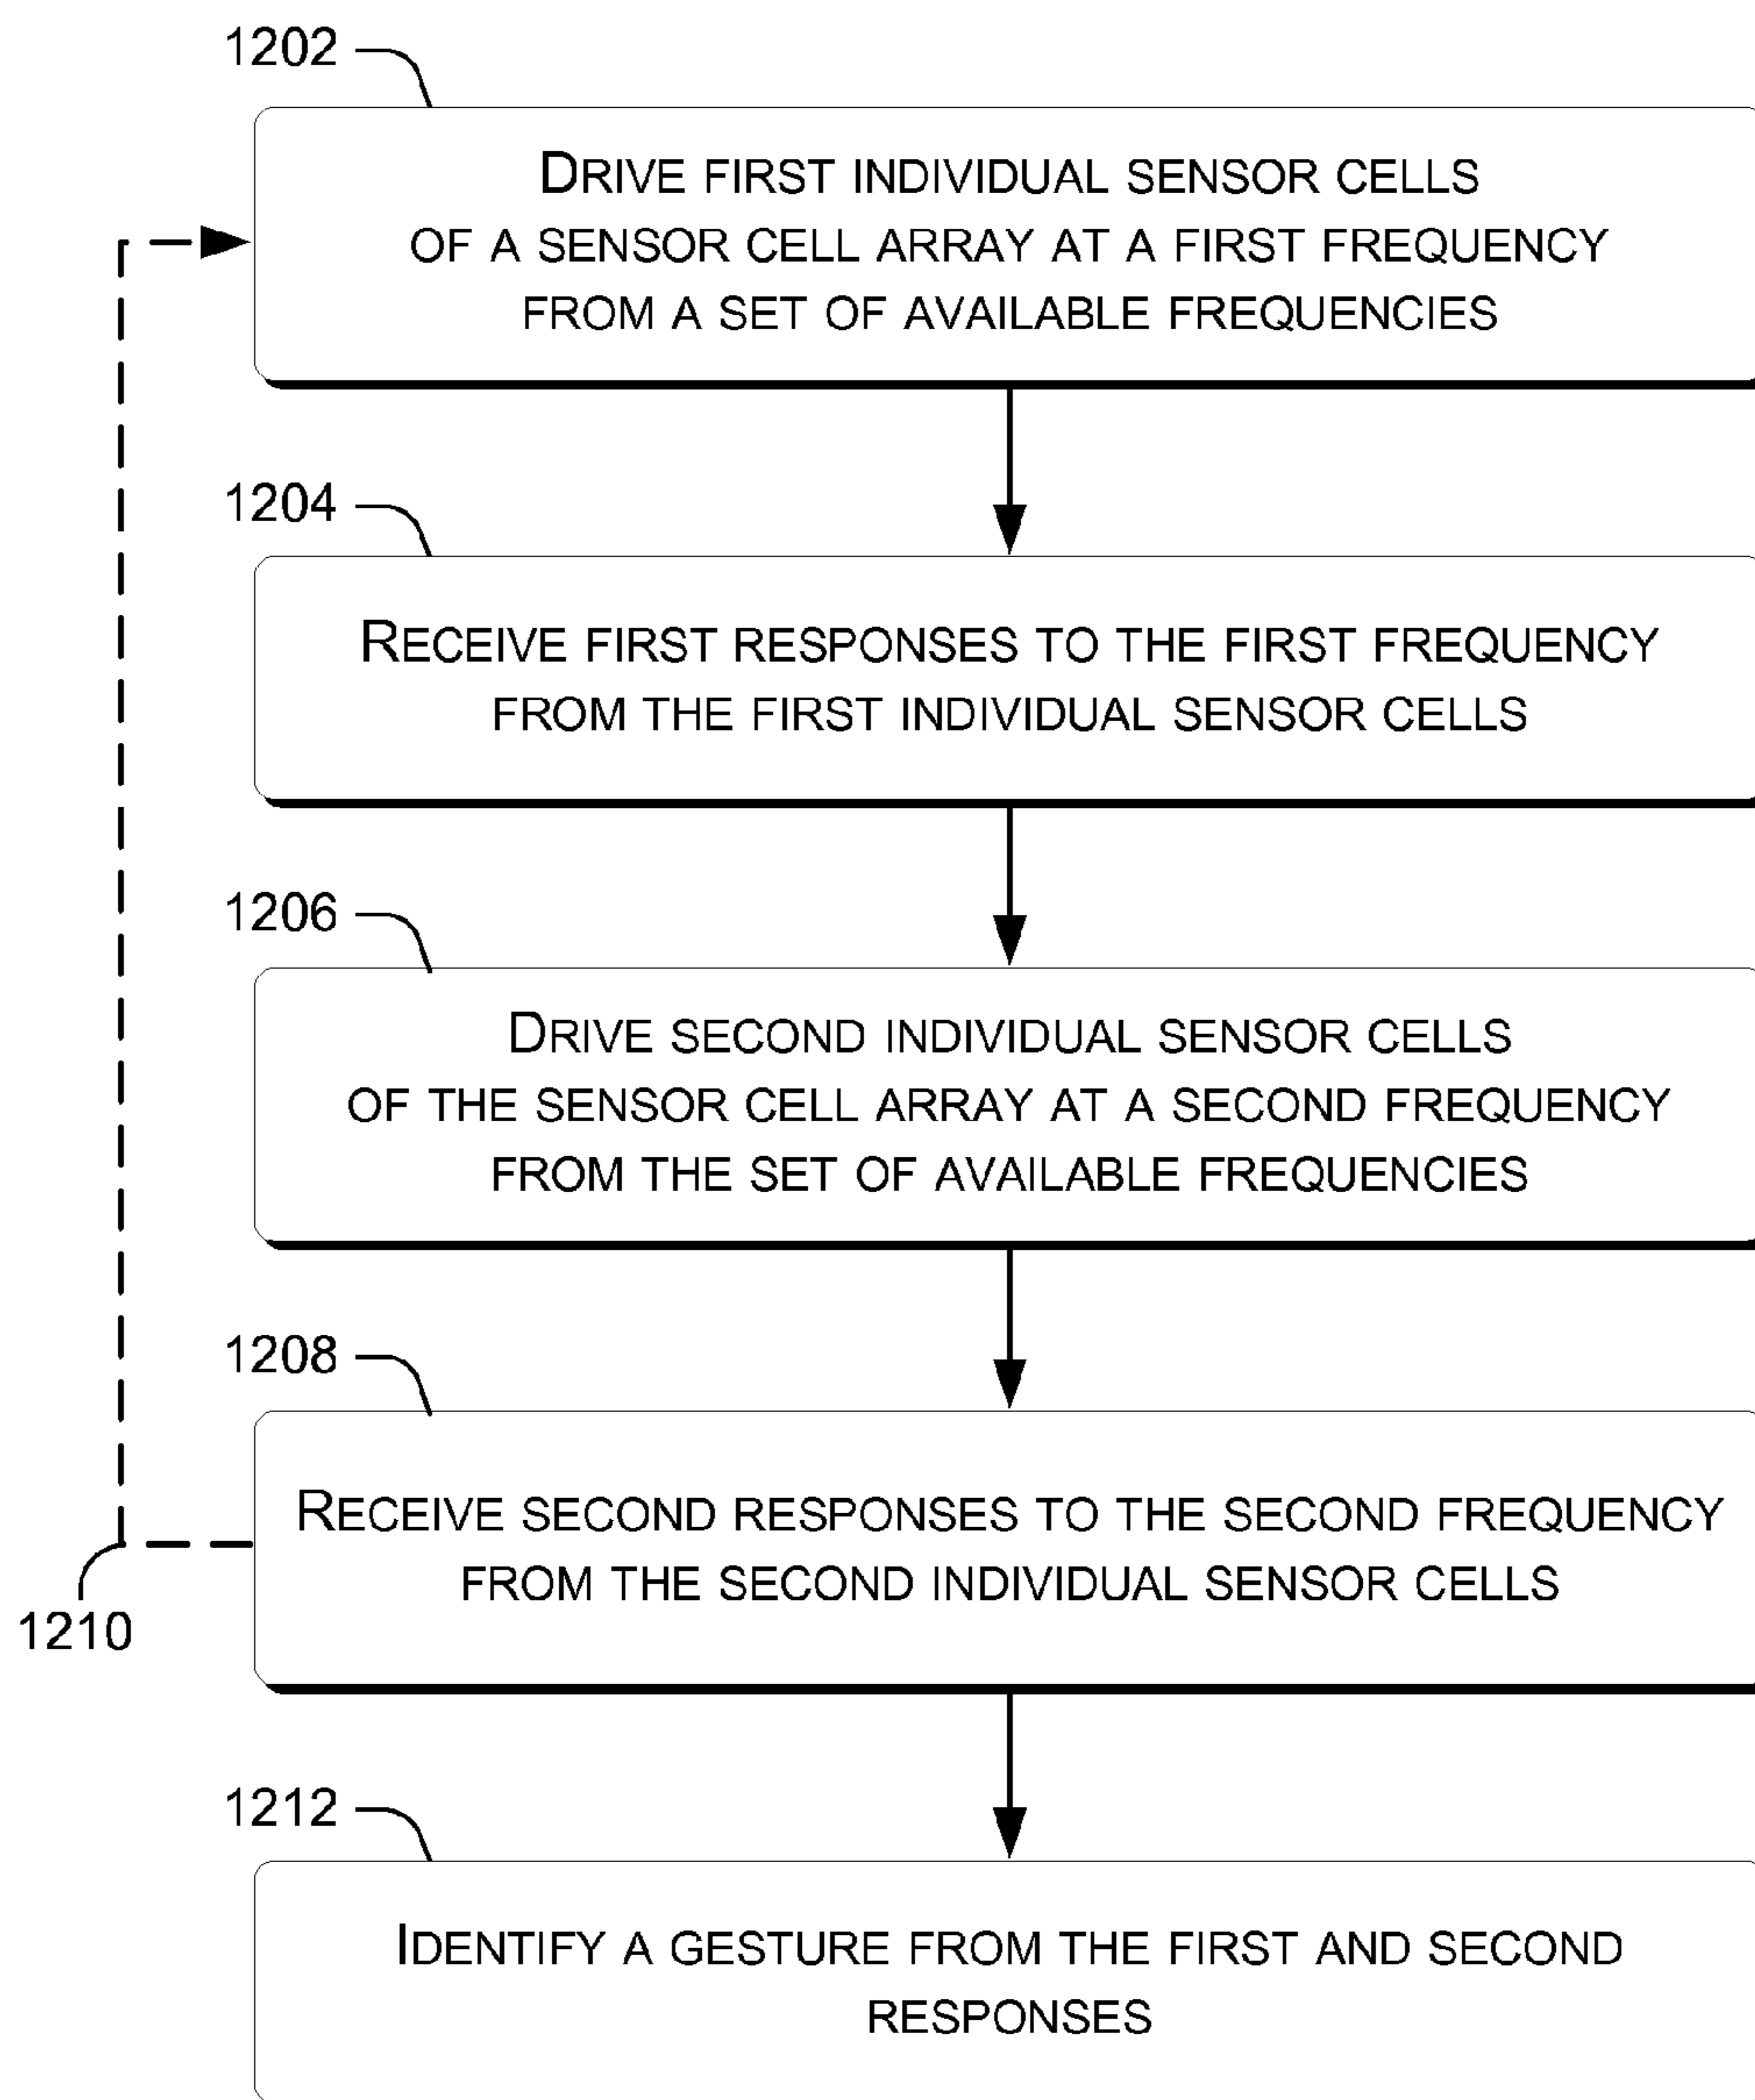 1202
DRIVE FIRST INDIVIDUAL SENSOR CELLS
OF A SENSOR CELL ARRAY AT A FIRST FREQUENCY
FROM A SET OF AVAILABLE FREQUENCIES
1204
RECEIVE FIRST RESPONSES TO THE FIRST FREQUENCY
FROM THE FIRST INDIVIDUAL SENSOR CELLS
1206
DRIVE SECOND INDIVIDUAL SENSOR CELLS
OF THE SENSOR CELL ARRAY AT A SECOND FREQUENCY
FROM THE SET OF AVAILABLE FREQUENCIES
1208
RECEIVE SECOND RESPONSES TO THE SECOND FREQUENCY
FROM THE SECOND INDIVIDUAL SENSOR CELLS
1210
1212
IDENTIFY A GESTURE FROM THE FIRST AND SECOND
RESPONSES